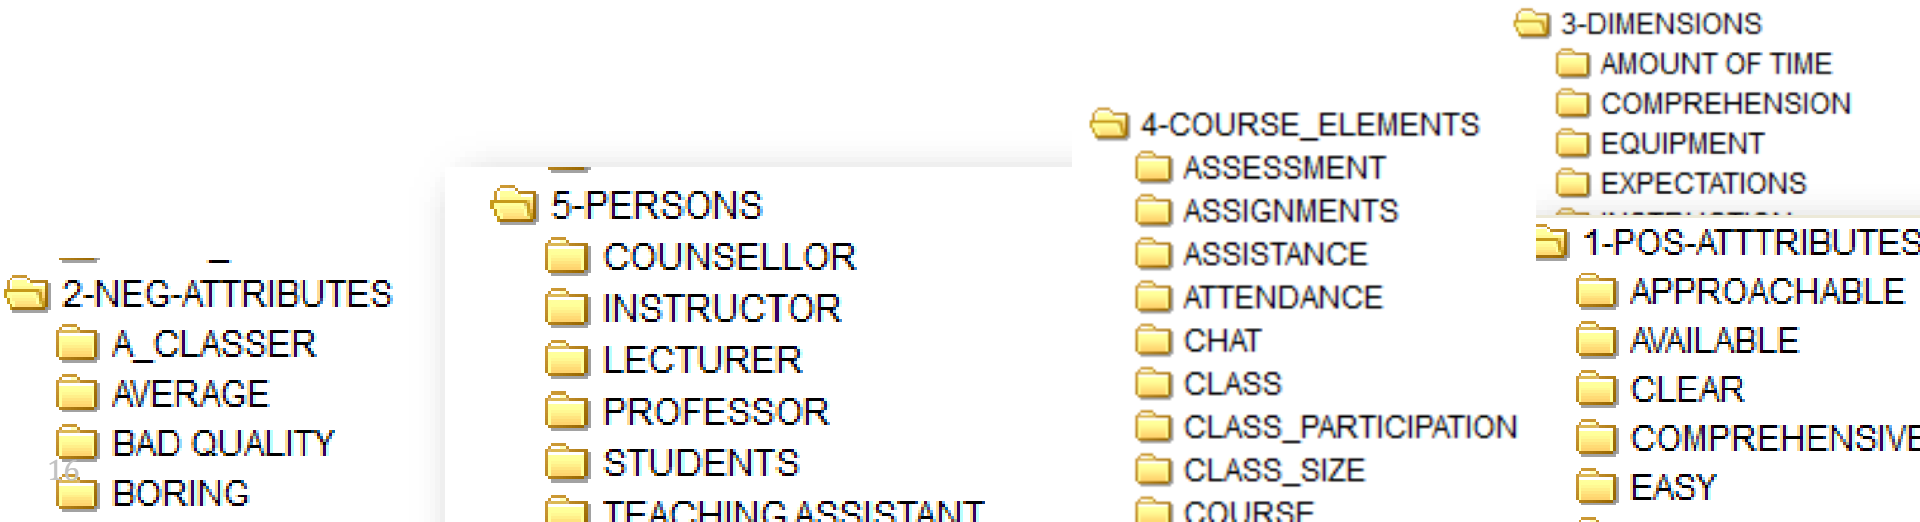 2-NEG-ATTRIBUTES
A_CLASSER
AVERAGE
BAD QUALITY
16
BORING
5-PERSONS
COUNSELLOR
INSTRUCTOR
LECTURER
PROFESSOR
STUDENTS
TEACHING ASSISTANT
4-COURSE_ELEMENTS
ASSESSMENT
ASSIGNMENTS
ASSISTANCE
ATTENDANCE
CHAT
CLASS
CLASS_PARTICIPATION
CLASS_SIZE
COURSE
3-DIMENSIONS
AMOUNT OF TIME
COMPREHENSION
EQUIPMENT
EXPECTATIONS
1-POS-ATTTRIBUTES
APPROACHABLE
AVAILABLE
CLEAR
COMPREHENSIVE
EASY